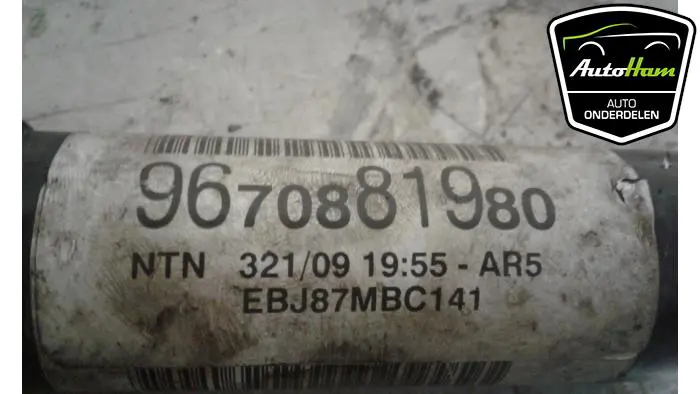 AutoHam
AUTO
ONDERDELEN
9670881980
NTN 321/09 19:55 - AR5
EBJ87MBC141